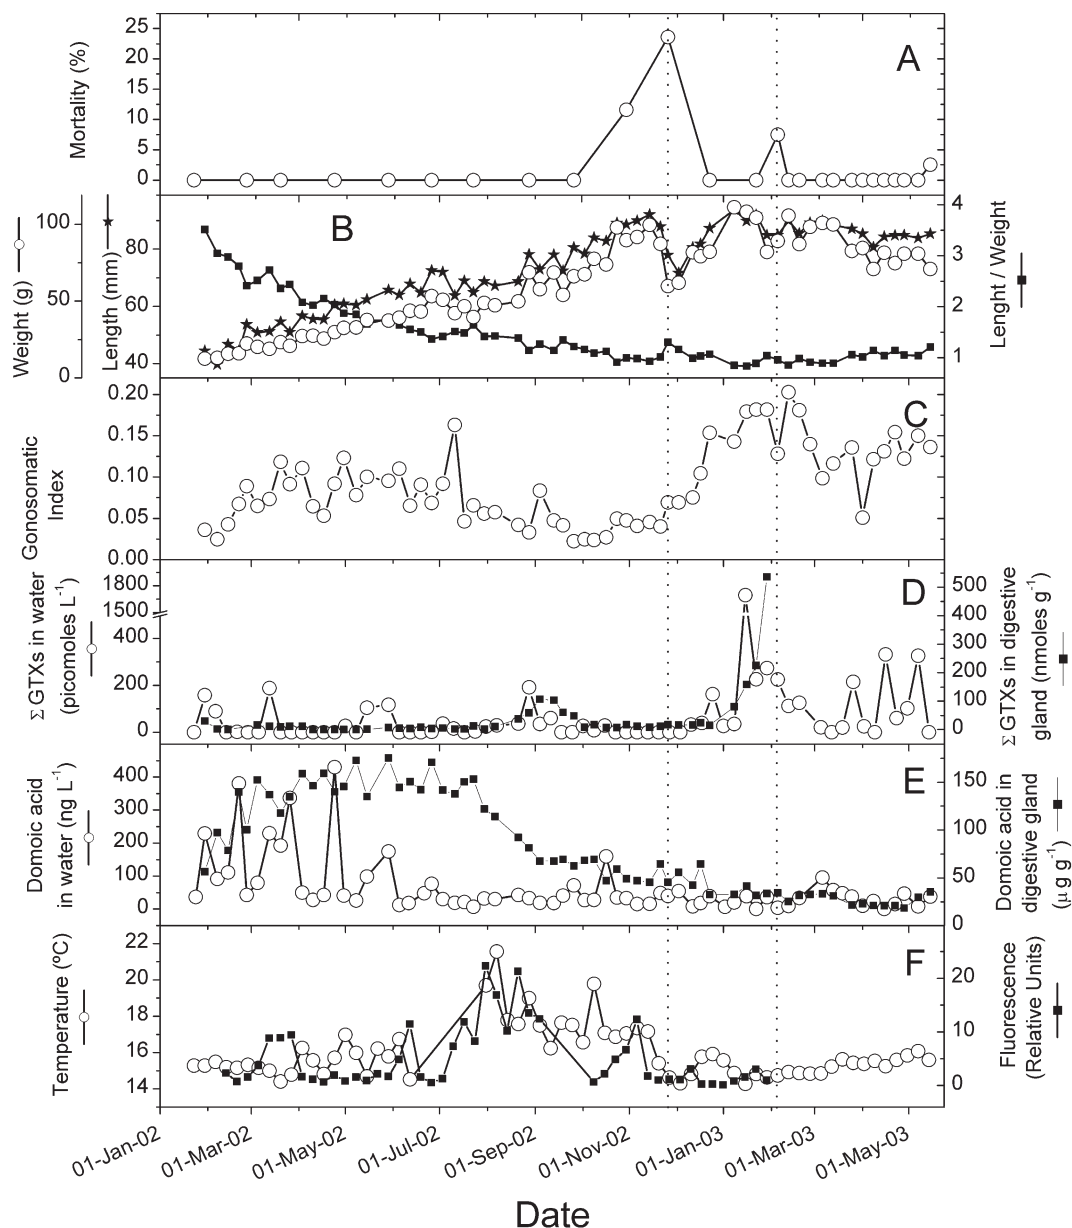 A
Mortality (%)
25
20
15
10
5
0
B
Weight (g)
100
50
0
Length (mm)
80
60
40
4
3
2
1
Lenght / Weight
C
Gonosomatic
Index
0.20
0.15
0.10
0.05
0.00
D
Σ GTXs in water
(picomoles L-1)
1800
1500
400
200
0
500
400
300
200
100
0
Σ GTXs in digestive
gland (nmoles g-1)
E
Domoic acid
in water (ng L-1)
400
300
200
100
0
150
100
50
0
Domoic acid in
digestive gland
(μ g g-1)
F
Temperature (ºC)
22
20
18
16
14
20
10
0
Fluorescence
(Relative Units)
01-Jan-02
01-Mar-02
01-May-02
01-Jul-02
01-Sep-02
01-Nov-02
01-Jan-03
01-Mar-03
01-May-03
Date